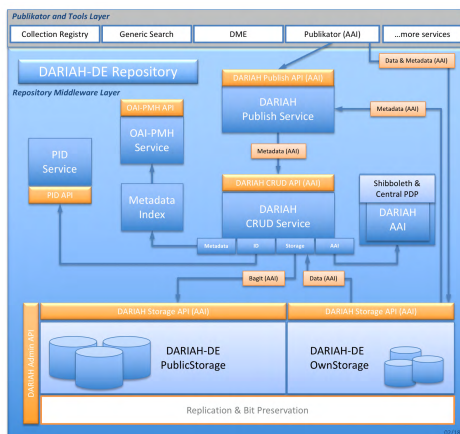 Publikator and Tools Layer
Collection Registry
Generic Search
DME
Publikator (AAI)
...more services
DARIAH-DE Repository
Repository Middleware Layer
Data & Metadata (AAI)
DARIAH Publish API (AAI)
DARIAH
Publish Service
Metadata (AAI)
OAI-PMH API
OAI-PMH
Service
PID
Service
PID API
Metadata (AAI)
Metadata
Index
DARIAH CRUD API (AAI)
DARIAH
CRUD Service
Metadata
ID
Storage
AAI
Shibboleth &
Central PDP
DARIAH
AAI
Bagit (AAI)
Data (AAI)
DARIAH Admin API
DARIAH Storage API (AAI)
DARIAH Storage API (AAI)
DARIAH-DE
PublicStorage
DARIAH-DE
OwnStorage
Replication & Bit Preservation